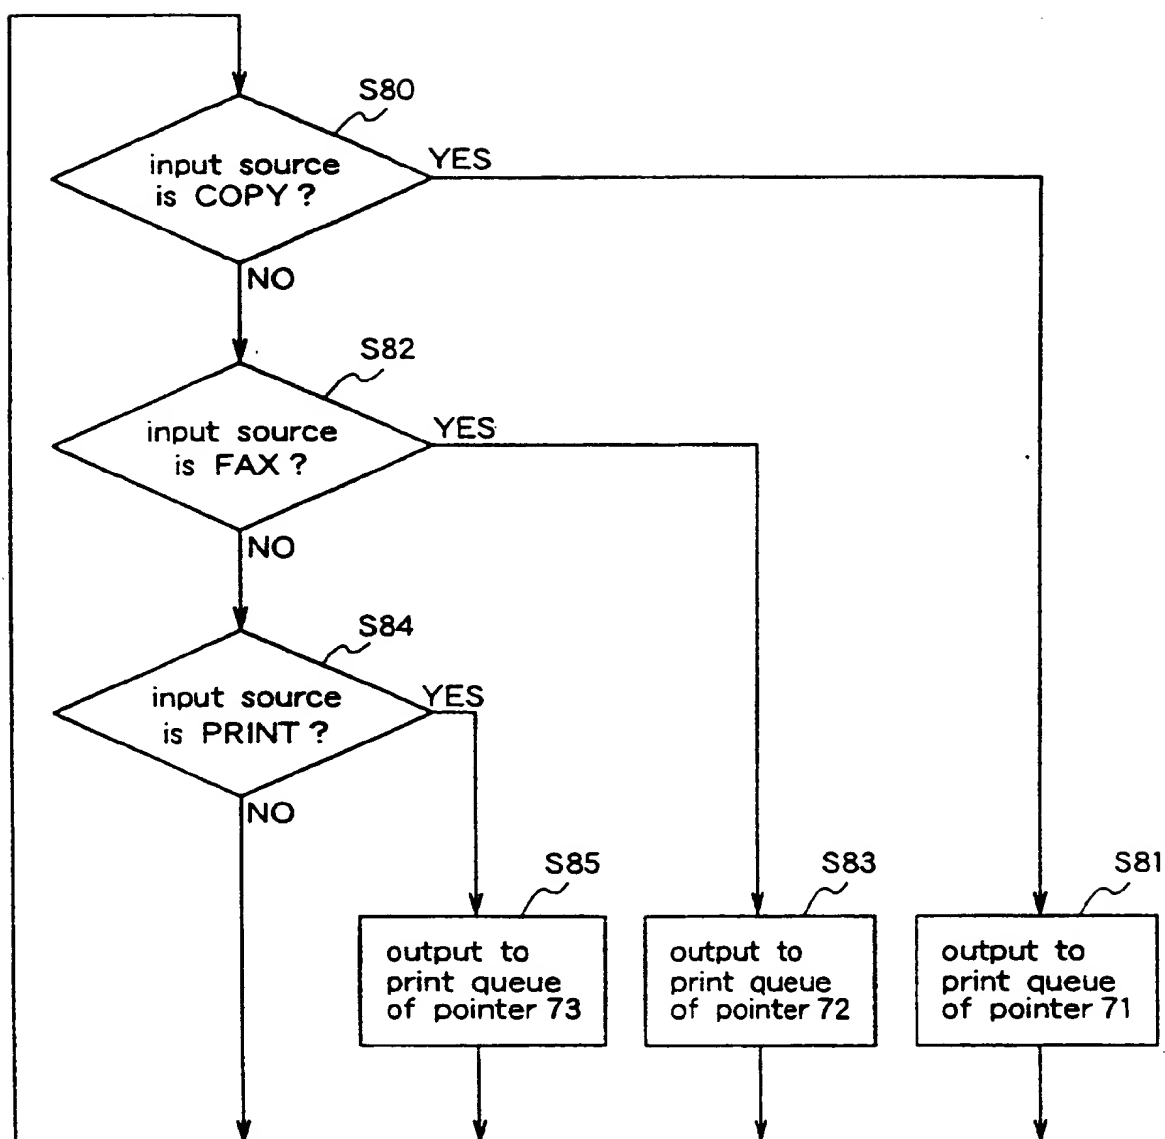 S80
input source
is COPY ?
YES
NO
S82
input source
is FAX ?
YES
NO
S84
input source
is PRINT ?
YES
NO
S85
output to
print queue
of pointer 73
S83
output to
print queue
of pointer 72
S81
output to
print queue
of pointer 71